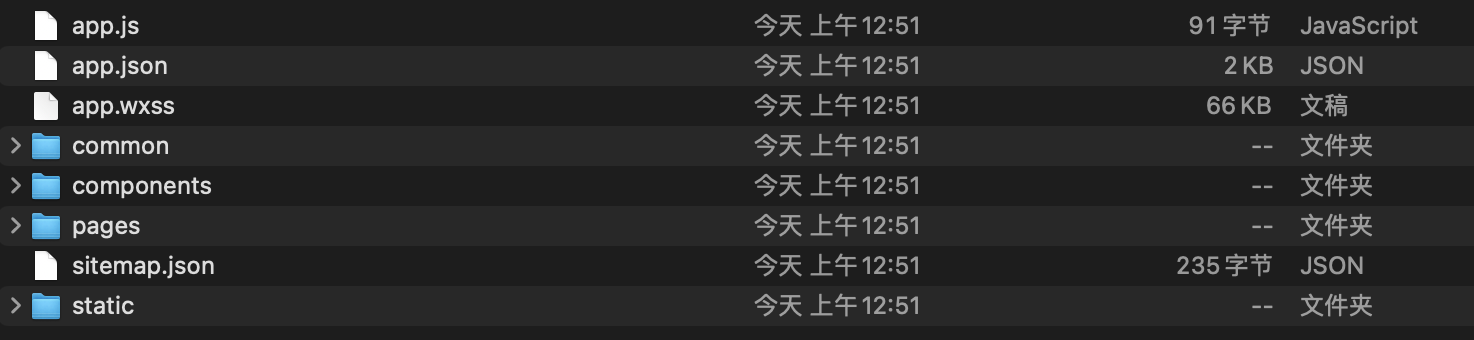 app.js 今天 上午12:51 91 字节 JavaScript
app.json 今天 上午12:51 2 KB JSON
app.wxss 今天 上午12:51 66 KB 文稿
common 今天 上午12:51 -- 文件夹
components 今天 上午12:51 -- 文件夹
pages 今天 上午12:51 -- 文件夹
sitemap.json 今天 上午12:51 235 字节 JSON
static 今天 上午12:51 -- 文件夹